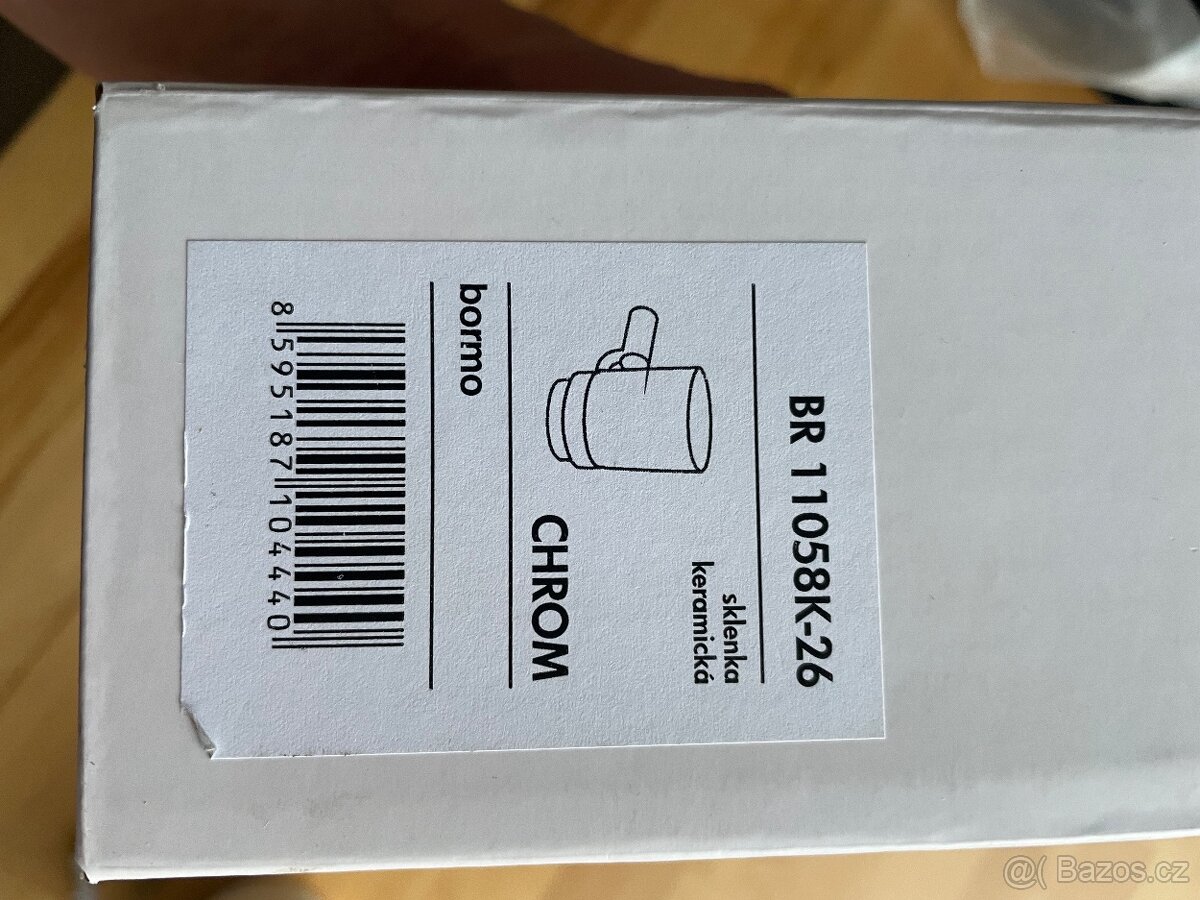 BR 11058K-26
sklenka
keramická
CHROM
bormo
8 595187 104440
@( Bazos.cz